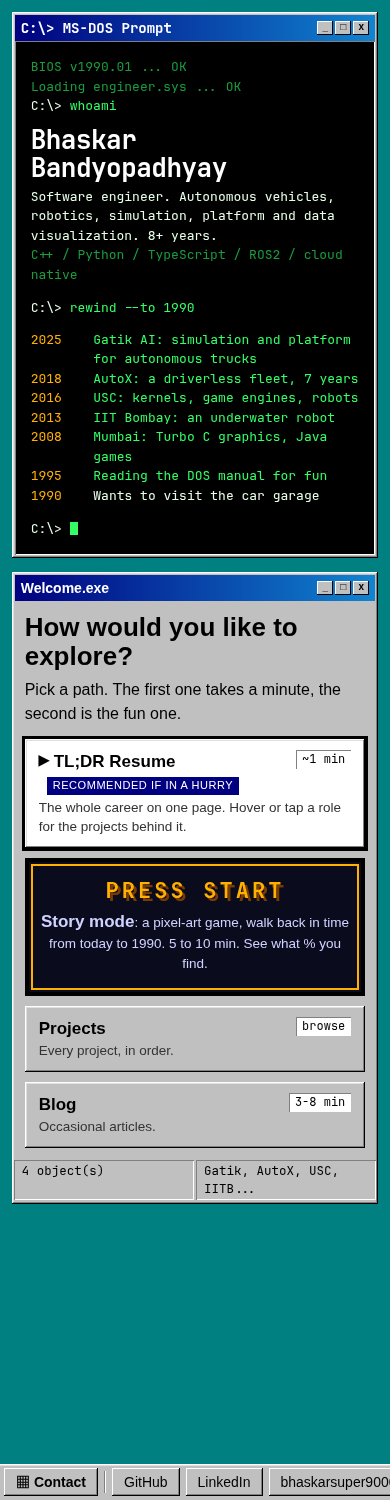 C:\> MS-DOS Prompt
BIOS v1990.01 ... OK
Loading engineer.sys ... OK
C:\> whoami
Bhaskar
Bandyopadhyay
Software engineer. Autonomous vehicles,
robotics, simulation, platform and data
visualization. 8+ years.
C++ / Python / TypeScript / ROS2 / cloud
native
C:\> rewind --to 1990
2025 Gatik AI: simulation and platform
for autonomous trucks
2018 AutoX: a driverless fleet, 7 years
2016 USC: kernels, game engines, robots
2013 IIT Bombay: an underwater robot
2008 Mumbai: Turbo C graphics, Java
games
1995 Reading the DOS manual for fun
1990 Wants to visit the car garage
C:\>
Welcome.exe
How would you like to
explore?
Pick a path. The first one takes a minute, the
second is the fun one.
TL;DR Resume ~1 min
RECOMMENDED IF IN A HURRY
The whole career on one page. Hover or tap a role
for the projects behind it.
PRESS START
Story mode: a pixel-art game, walk back in time
from today to 1990. 5 to 10 min. See what % you
find.
Projects browse
Every project, in order.
Blog 3-8 min
Occasional articles.
4 object(s) Gatik, AutoX, USC,
IITB...
Contact GitHub LinkedIn